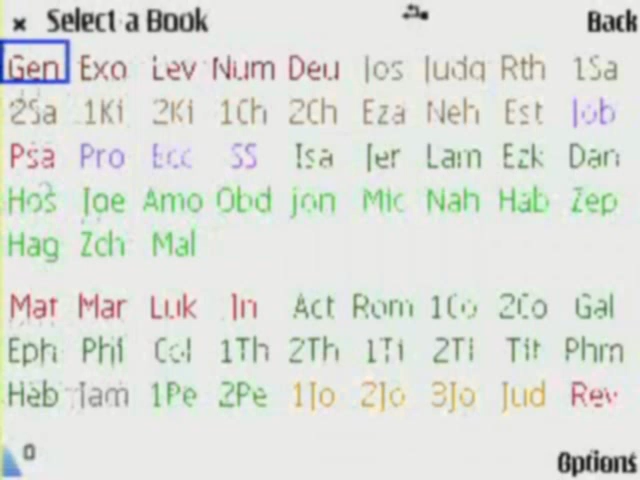 × Select a Book Back
Gen Exo Lev Num Deu Jos Judg Rth 1Sa
2Sa 1Ki 2Ki 1Ch 2Ch Eza Neh Est Job
Psa Pro Ecc SS Isa Jer Lam Ezk Dan
Hos Joe Amo Obd jon Mic Nah Hab Zep
Hag Zch Mal
Mat Mar Luk Jn Act Rom 1Co 2Co Gal
Eph Phi Col 1Th 2Th 1Ti 2Ti Tit Phm
Heb Jam 1Pe 2Pe 1Jo 2Jo 3Jo Jud Rev
0 Options